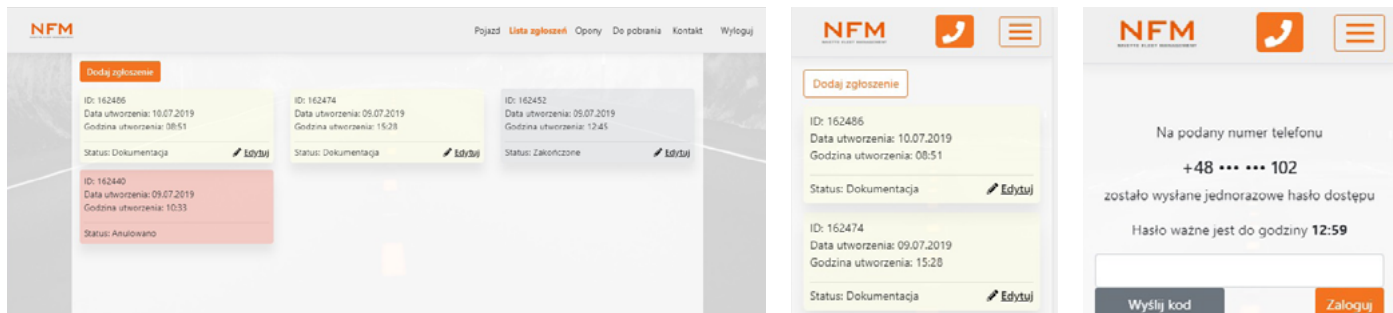 NFM
Pojazd Lista zgłoszeń Opony Do pobrania Kontakt Wyloguj
Dodaj zgłoszenie
ID: 162486
Data utworzenia: 10.07.2019
Godzina utworzenia: 08:51
Status: Dokumentacja
Edytuj
ID: 162474
Data utworzenia: 09.07.2019
Godzina utworzenia: 15:28
Status: Dokumentacja
Edytuj
ID: 162452
Data utworzenia: 09.07.2019
Godzina utworzenia: 12:45
Status: Zakończone
Edytuj
ID: 162440
Data utworzenia: 09.07.2019
Godzina utworzenia: 10:33
Status: Anulowano
NFM
Dodaj zgłoszenie
ID: 162486
Data utworzenia: 10.07.2019
Godzina utworzenia: 08:51
Status: Dokumentacja
Edytuj
ID: 162474
Data utworzenia: 09.07.2019
Godzina utworzenia: 15:28
Status: Dokumentacja
Edytuj
NFM
Na podany numer telefonu
+48 ••• ••• 102
zostało wysłane jednorazowe hasło dostępu
Hasło ważne jest do godziny 12:59
Wyślij kod
Zaloguj